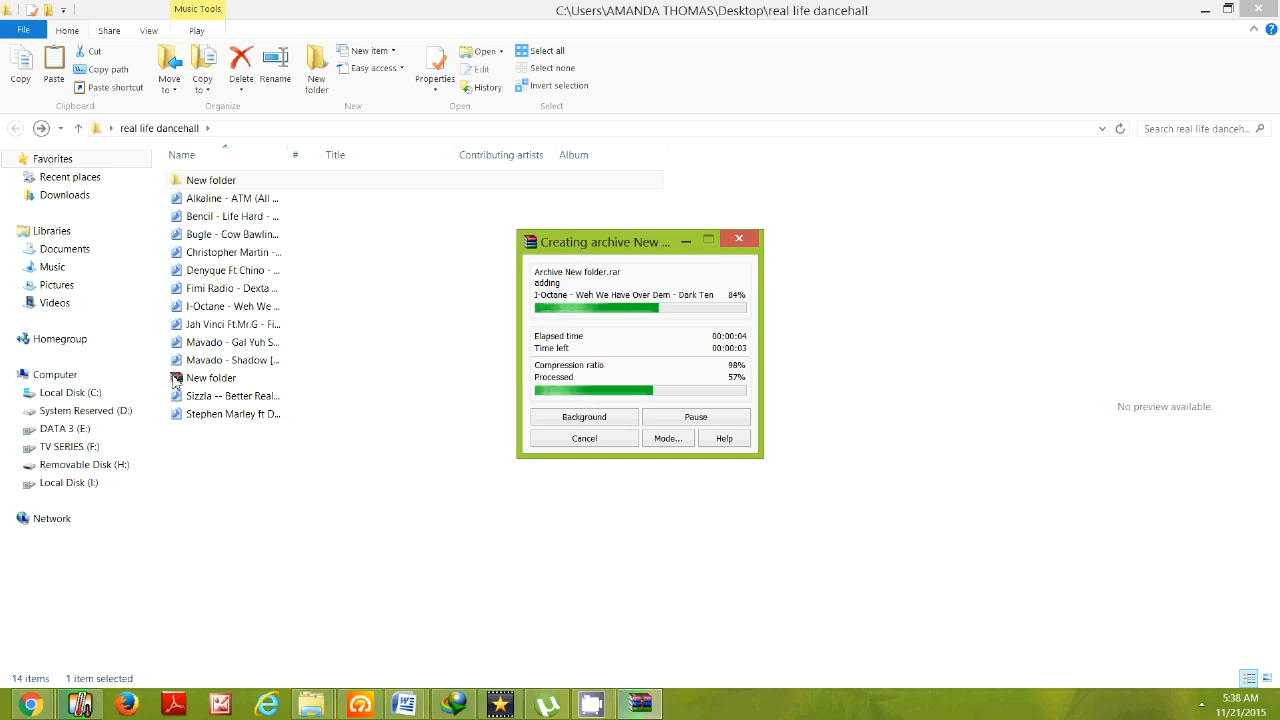 Music Tools
C:\Users\AMANDA THOMAS\Desktop\real life dancehall
File Home Share View Play
Copy
Paste
Cut
Copy path
Paste shortcut
Clipboard
Move to
Copy to
Delete
Rename
Organize
New folder
New item
Easy access
New
Properties
Open
Edit
History
Open
Select all
Select none
Invert selection
Select
real life dancehall
Search real life danceh...
Favorites
Recent places
Downloads
Libraries
Documents
Music
Pictures
Videos
Homegroup
Computer
Local Disk (C:)
System Reserved (D:)
DATA 3 (E:)
TV SERIES (F:)
Removable Disk (H:)
Local Disk (I:)
Network
Name # Title Contributing artists Album
New folder
Alkaline - ATM (All ...
Bencil - Life Hard - ...
Bugle - Cow Bawlin...
Christopher Martin -...
Denyque Ft Chino - ...
Fimi Radio - Dexta ...
I-Octane - Weh We ...
Jah Vinci Ft.Mr.G - Fi...
Mavado - Gal Yuh S...
Mavado - Shadow [...
New folder
Sizzla -- Better Real...
Stephen Marley ft D...
Creating archive New ...
Archive New folder.rar
adding
I-Octane - Weh We Have Over Dem - Dark Ten 84%
Elapsed time 00:00:04
Time left 00:00:03
Compression ratio 98%
Processed 57%
Background Pause
Cancel Mode... Help
No preview available.
14 items 1 item selected
5:38 AM
11/21/2015